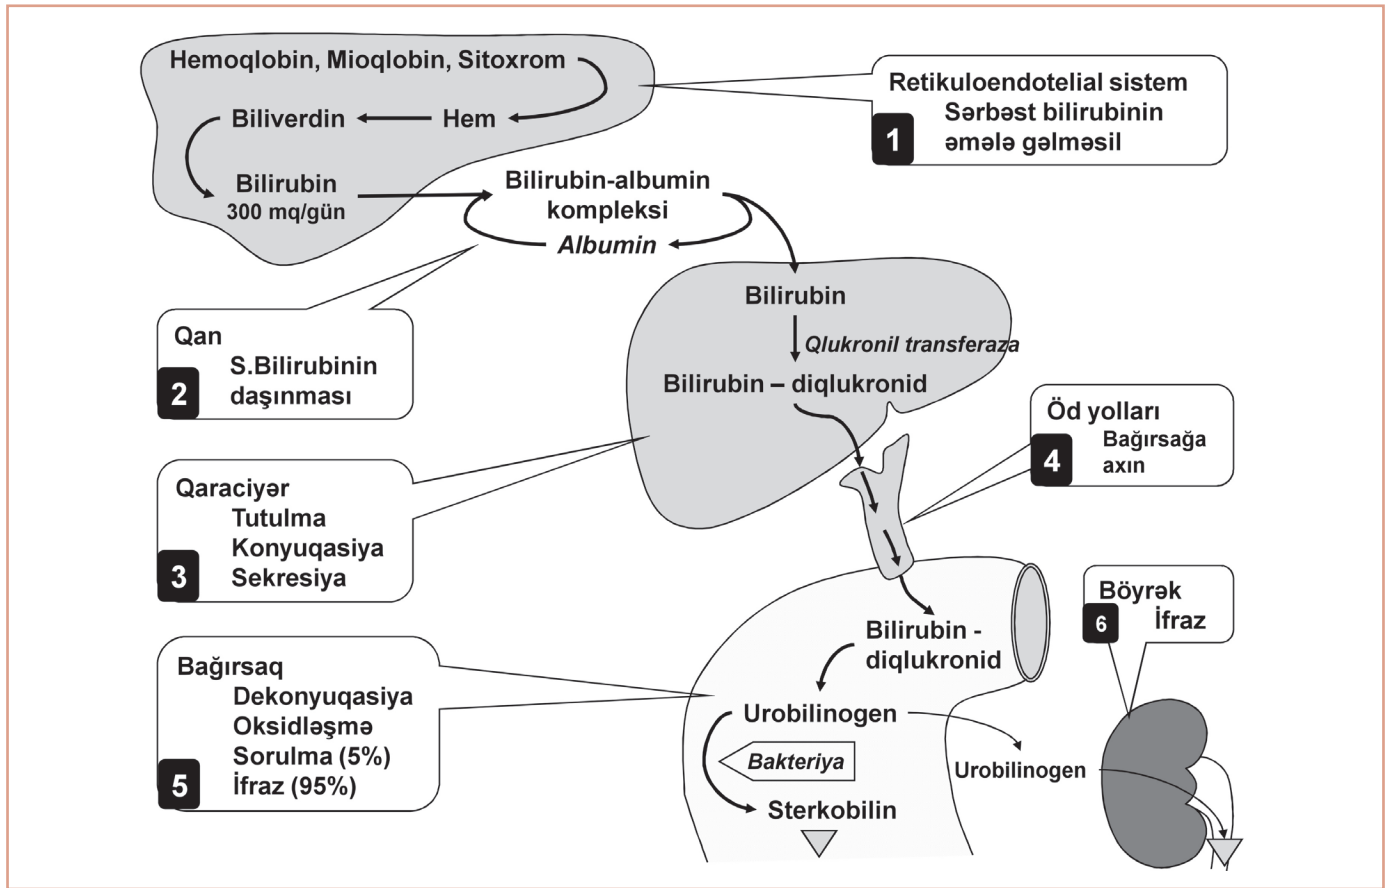 Hemoqlobin, Mioqlobin, Sitoxrom
Biliverdin
Hem
Bilirubin
300 mq/gün
Bilirubin-albumin
kompleksi
Albumin
Retikuloendotelial sistem
Sərbəst bilirubinin
əmələ gəlməsil
1
Qan
S.Bilirubinin
daşınması
2
Bilirubin
Qlukronil transferaza
Bilirubin – diqlukronid
Qaraciyər
Tutulma
Konyuqasiya
Sekresiya
3
Öd yolları
Bağırsağa
axın
4
Bağırsaq
Dekonyuqasiya
Oksidləşmə
Sorulma (5%)
İfraz (95%)
5
Bilirubin -
diqlukronid
Urobilinogen
Bakteriya
Sterkobilin
Urobilinogen
Böyrək
İfraz
6